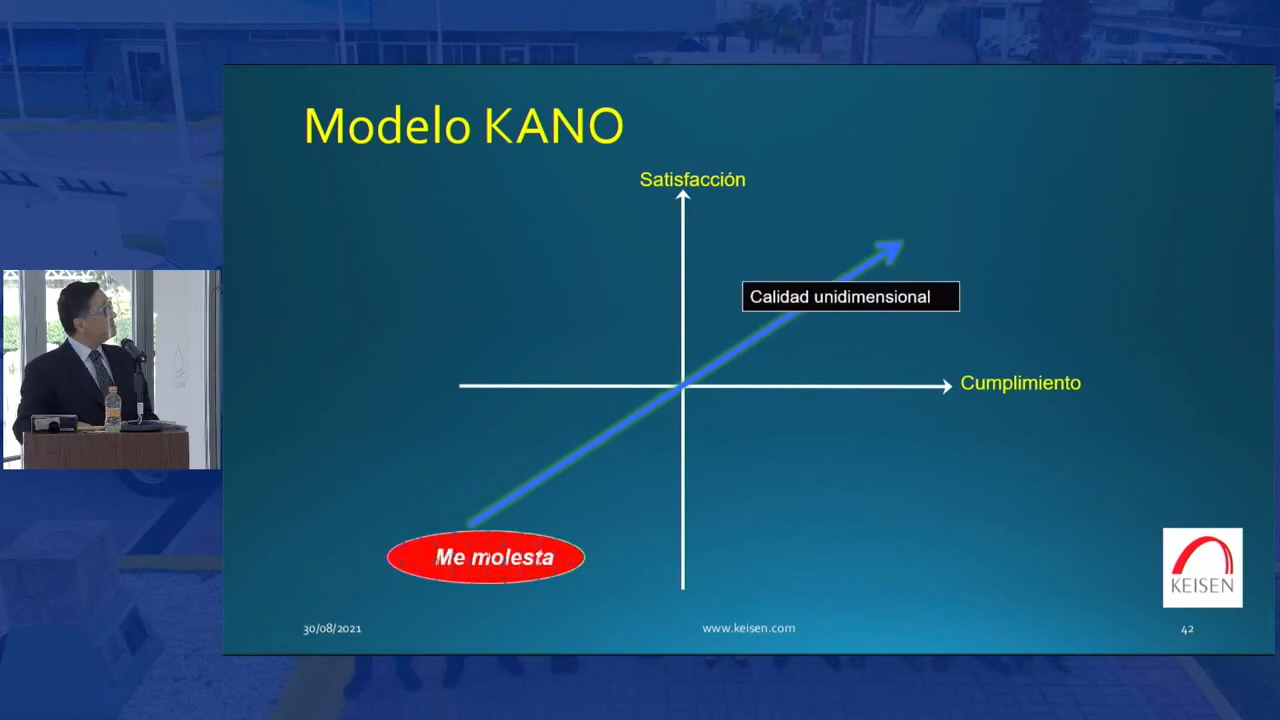 Modelo KANO
Satisfacción
Calidad unidimensional
Cumplimiento
Me molesta
KEISEN
30/08/2021
www.keisen.com
42